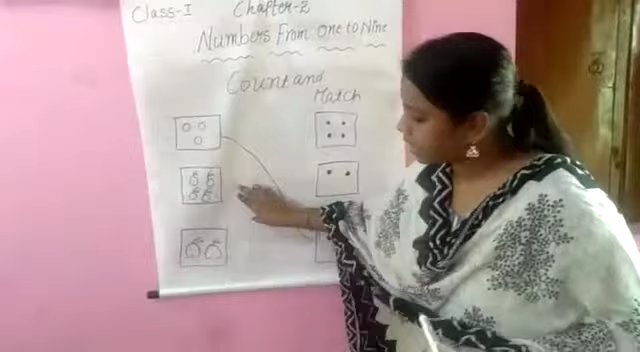 Class-I Chapter-2
Numbers From One to Nine
Count and
Match